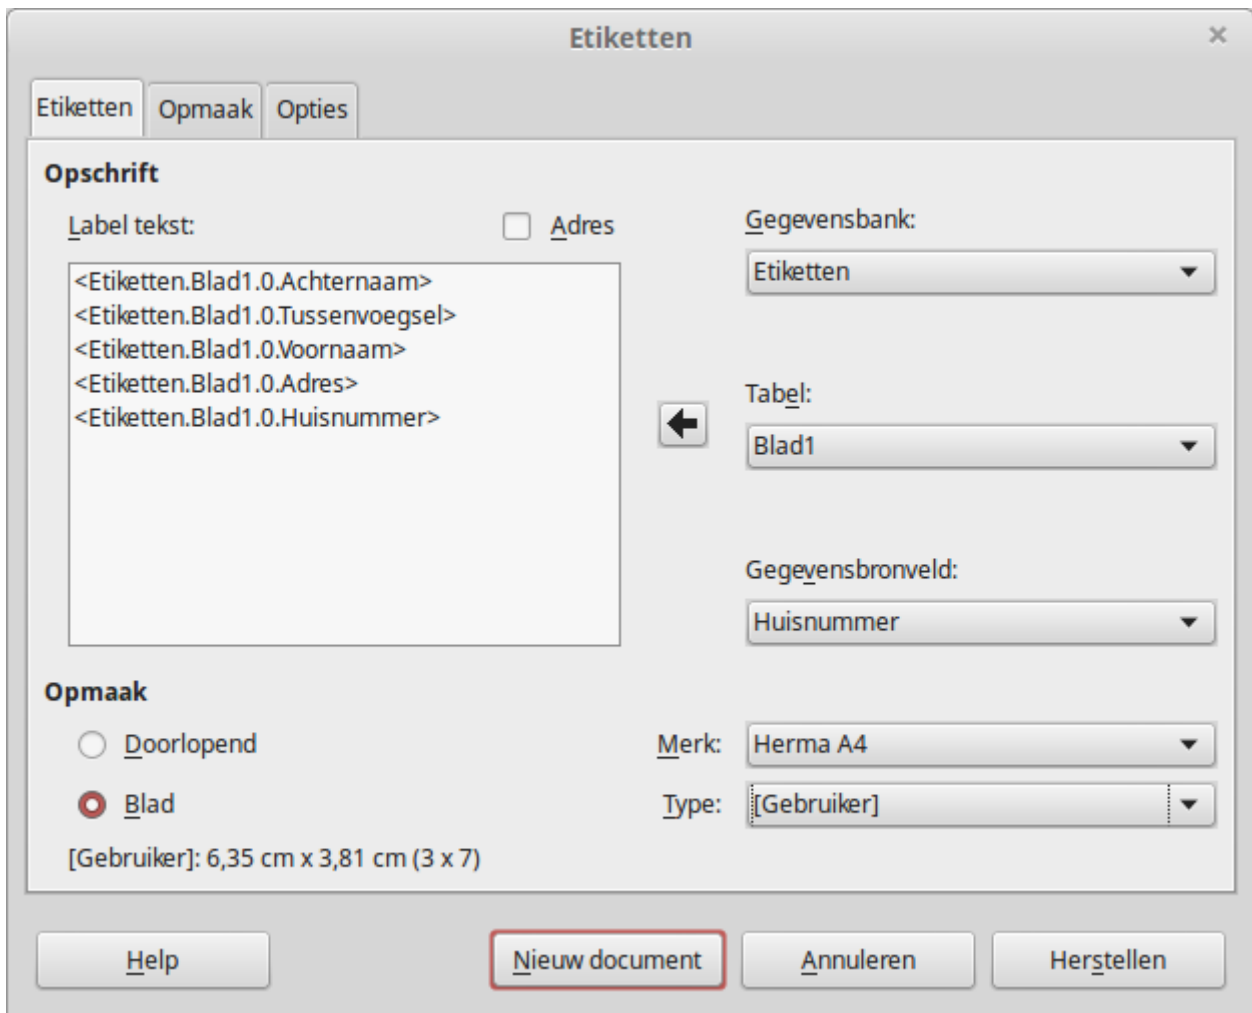 Etiketten
Etiketten Opmaak Opties
Opschrift
Label tekst: Adres
Gegevensbank:
Etiketten
<Etiketten.Blad1.0.Achternaam>
<Etiketten.Blad1.0.Tussenvoegsel>
<Etiketten.Blad1.0.Voornaam>
<Etiketten.Blad1.0.Adres>
<Etiketten.Blad1.0.Huisnummer>
Tabel:
Blad1
Gegevensbronveld:
Huisnummer
Opmaak
Doorlopend
Merk: Herma A4
Blad
Type: [Gebruiker]
[Gebruiker]: 6,35 cm x 3,81 cm (3 x 7)
Help Nieuw document Annuleren Herstellen